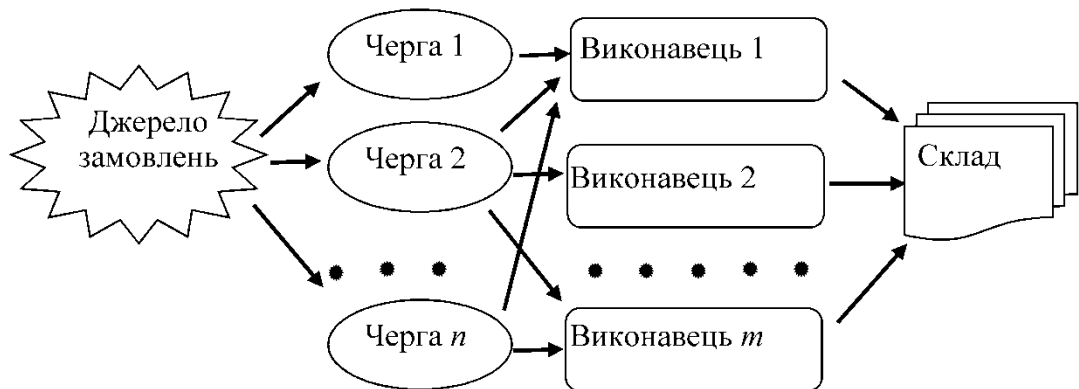 Джерело
замовлень
Черга 1
Черга 2
Черга n
Виконавець 1
Виконавець 2
Виконавець m
Склад